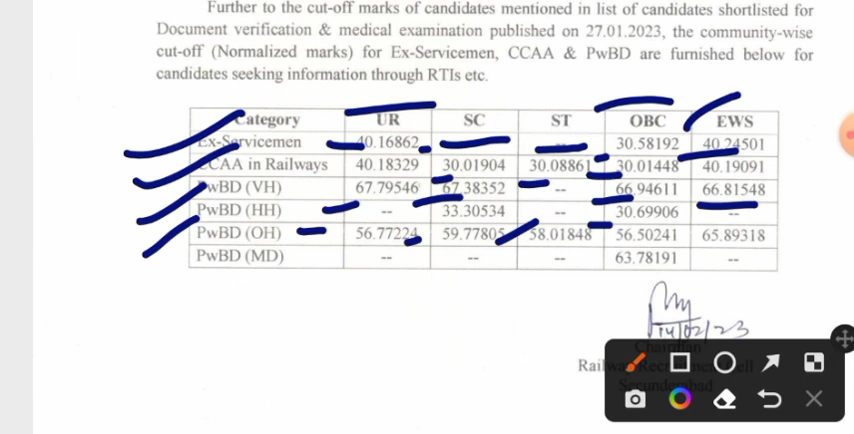 Further to the cut-off marks of candidates mentioned in list of candidates shortlisted for
Document verification & medical examination published on 27.01.2023, the community-wise
cut-off (Normalized marks) for Ex-Servicemen, CCAA & PwBD are furnished below for
candidates seeking information through RTIs etc.
Category UR SC ST OBC EWS
Ex-Servicemen 40.16862 -- 30.58192 40.24501
CCAA in Railways 40.18329 30.01904 30.08861 30.01448 40.19091
PwBD (VH) 67.79546 67.38352 -- 66.94611 66.81548
PwBD (HH) -- 33.30534 -- 30.69906 --
PwBD (OH) 56.77224 59.77805 58.01848 56.50241 65.89318
PwBD (MD) -- -- -- 63.78191 --
14/02/23
Chairman
Railway Recruitment Cell
Secunderabad